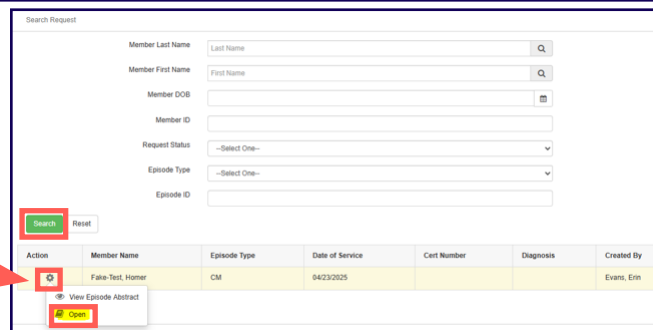 Search Request
Member Last Name Last Name
Member First Name First Name
Member DOB
Member ID
Request Status --Select One--
Episode Type --Select One--
Episode ID
Search Reset
Action Member Name Episode Type Date of Service Cert Number Diagnosis Created By
Fake-Test, Homer CM 04/23/2025 Evans, Erin
View Episode Abstract
Open